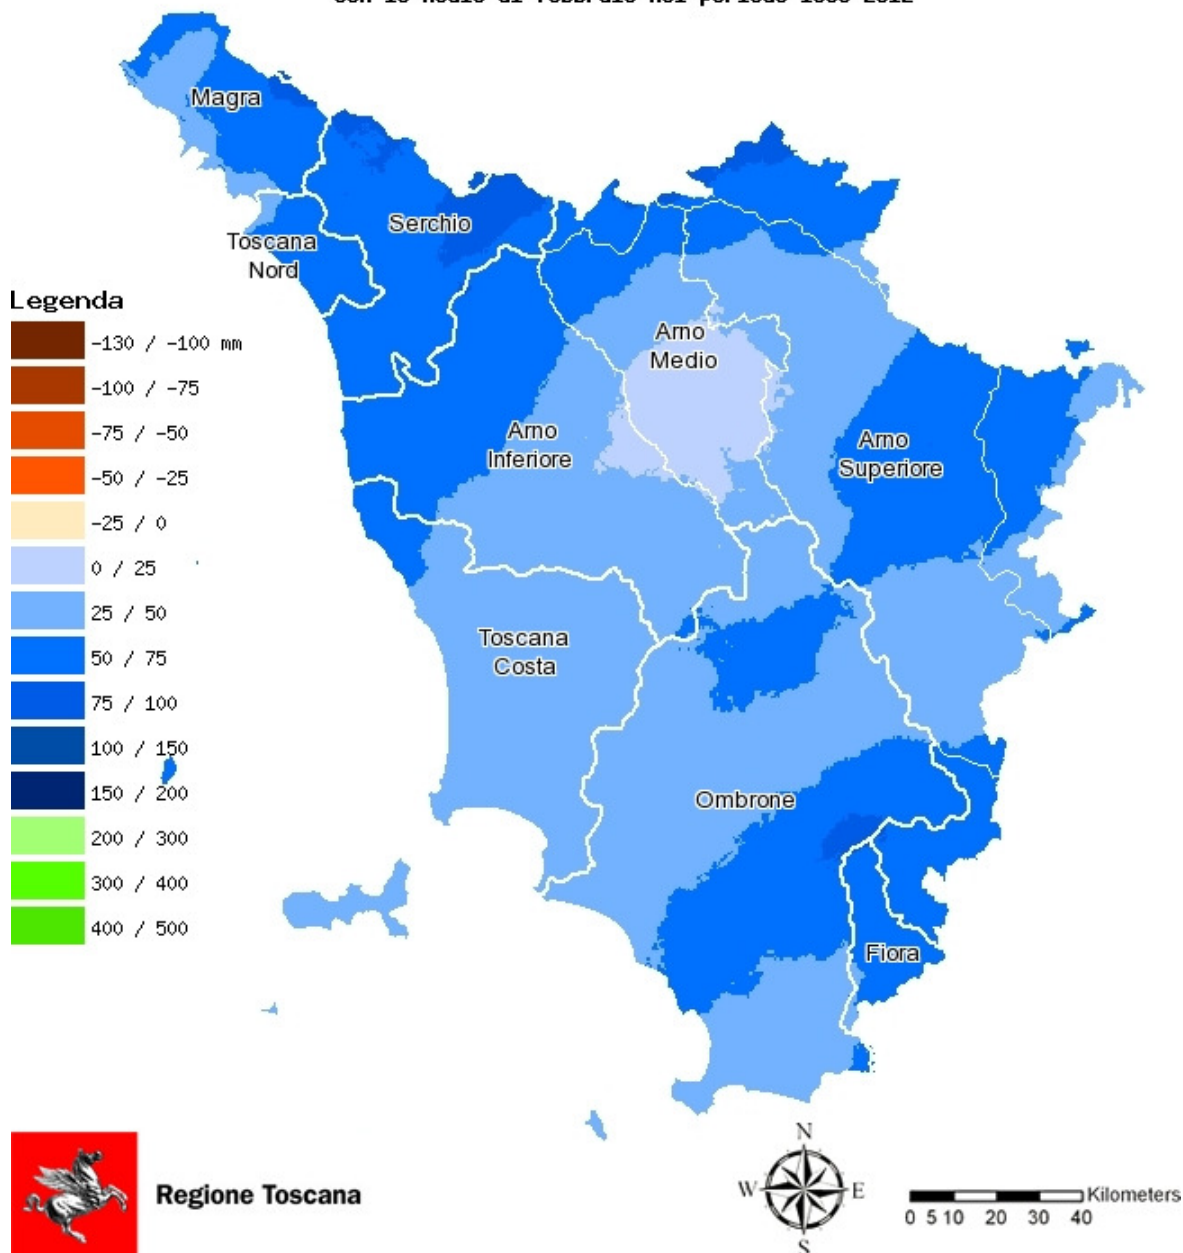 Magra
Serchio
Toscana
Nord
Legenda
-130 / -100 mm
-100 / -75
-75 / -50
-50 / -25
-25 / 0
0 / 25
25 / 50
50 / 75
75 / 100
100 / 150
150 / 200
200 / 300
300 / 400
400 / 500
Arno
Medio
Arno
Inferiore
Arno
Superiore
Toscana
Costa
Ombrone
Fiora
Regione Toscana
N
W
E
S
Kilometers
0 5 10 20 30 40